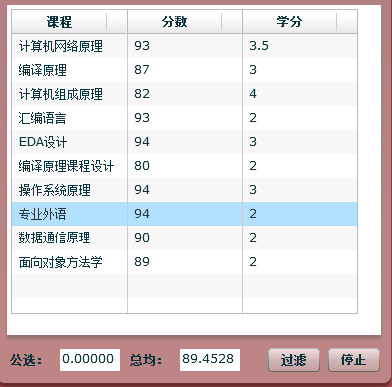 课程 分数 学分
计算机网络原理 93 3.5
编译原理 87 3
计算机组成原理 82 4
汇编语言 93 2
EDA设计 94 3
编译原理课程设计 80 2
操作系统原理 94 3
专业外语 94 2
数据通信原理 90 2
面向对象方法学 89 2
公选： 0.00000 总均： 89.4528 过滤 停止